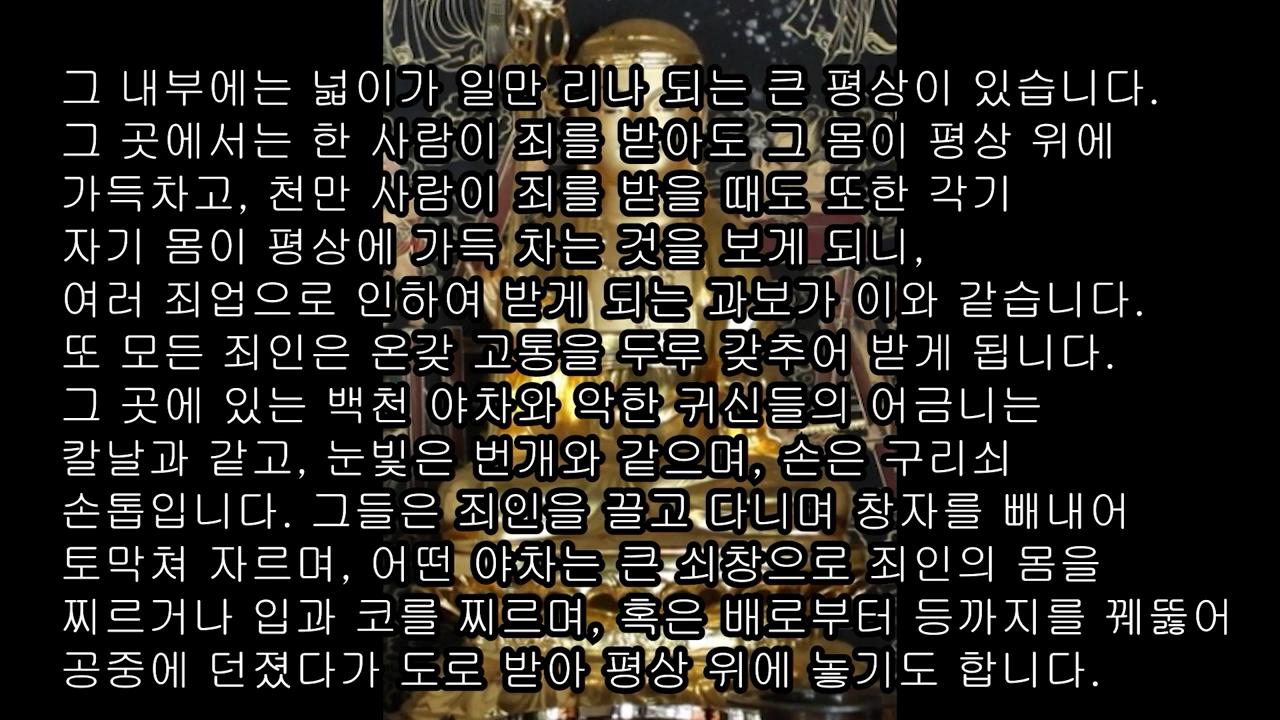 그 내부에는 넓이가 일만 리나 되는 큰 평상이 있습니다.
그 곳에서는 한 사람이 죄를 받아도 그 몸이 평상 위에
가득차고, 천만 사람이 죄를 받을 때도 또한 각기
자기 몸이 평상에 가득 차는 것을 보게 되니,
여러 죄업으로 인하여 받게 되는 과보가 이와 같습니다.
또 모든 죄인은 온갖 고통을 두루 갖추어 받게 됩니다.
그 곳에 있는 백천 야차와 악한 귀신들의 어금니는
칼날과 같고, 눈빛은 번개와 같으며, 손은 구리쇠
손톱입니다. 그들은 죄인을 끌고 다니며 창자를 빼내어
토막쳐 자르며, 어떤 야차는 큰 쇠창으로 죄인의 몸을
찌르거나 입과 코를 찌르며, 혹은 배로부터 등까지를 꿰뚫어
공중에 던졌다가 도로 받아 평상 위에 놓기도 합니다.